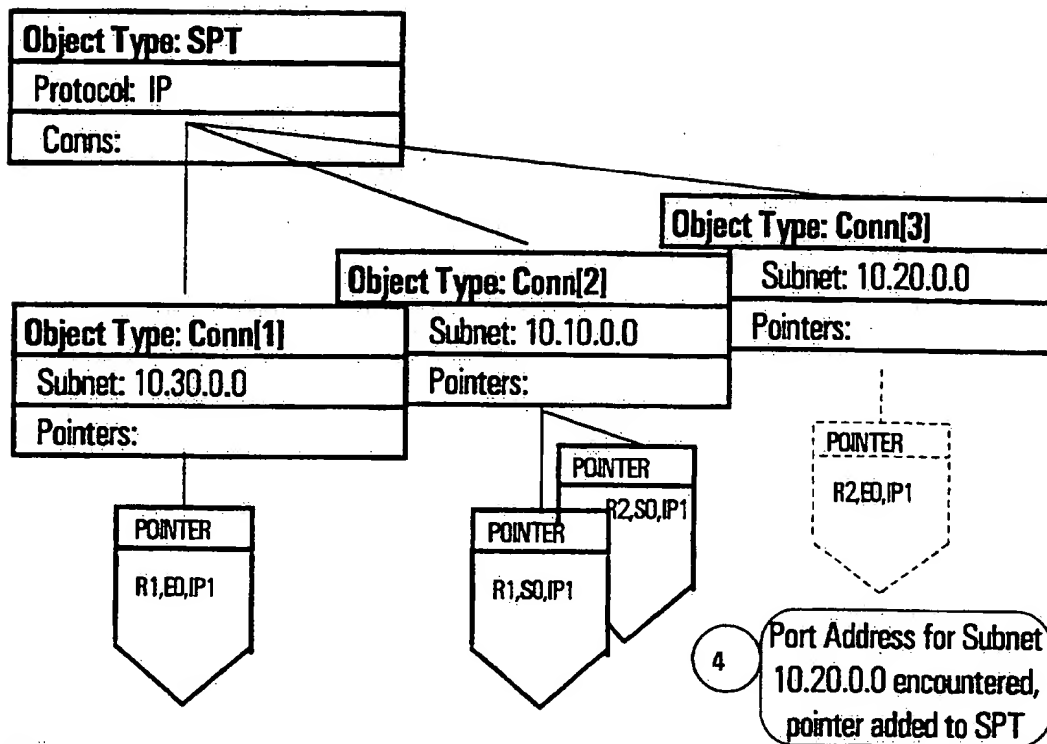 Object Type: SPT
Protocol: IP
Conns:
Object Type: Conn[3]
Subnet: 10.20.0.0
Pointers:
Object Type: Conn[2]
Subnet: 10.10.0.0
Pointers:
Object Type: Conn[1]
Subnet: 10.30.0.0
Pointers:
POINTER
R1,E0,IP1
POINTER
R1,S0,IP1
POINTER
R2,S0,IP1
POINTER
R2,E0,IP1
4
Port Address for Subnet
10.20.0.0 encountered,
pointer added to SPT